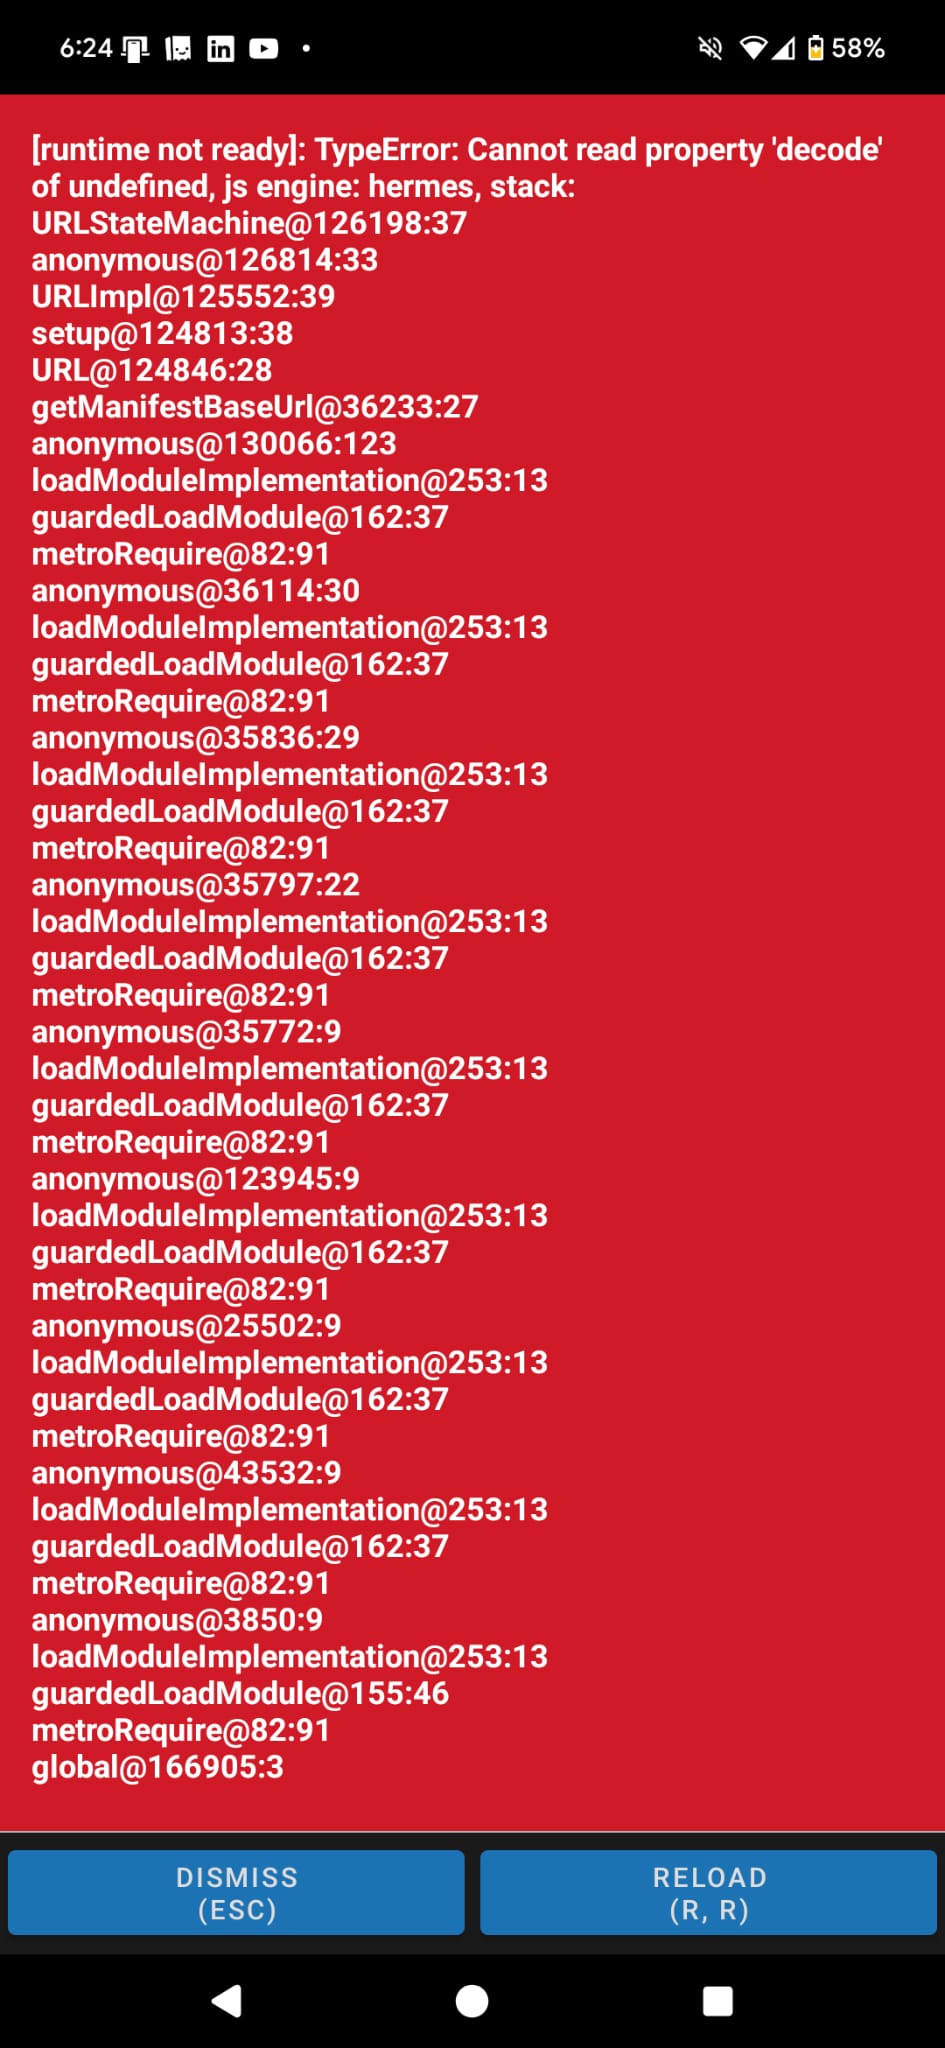 6:24
58%
[runtime not ready]: TypeError: Cannot read property 'decode'
of undefined, js engine: hermes, stack:
URLStateMachine@126198:37
anonymous@126814:33
URLImpl@125552:39
setup@124813:38
URL@124846:28
getManifestBaseUrl@36233:27
anonymous@130066:123
loadModuleImplementation@253:13
guardedLoadModule@162:37
metroRequire@82:91
anonymous@36114:30
loadModuleImplementation@253:13
guardedLoadModule@162:37
metroRequire@82:91
anonymous@35836:29
loadModuleImplementation@253:13
guardedLoadModule@162:37
metroRequire@82:91
anonymous@35797:22
loadModuleImplementation@253:13
guardedLoadModule@162:37
metroRequire@82:91
anonymous@35772:9
loadModuleImplementation@253:13
guardedLoadModule@162:37
metroRequire@82:91
anonymous@123945:9
loadModuleImplementation@253:13
guardedLoadModule@162:37
metroRequire@82:91
anonymous@25502:9
loadModuleImplementation@253:13
guardedLoadModule@162:37
metroRequire@82:91
anonymous@43532:9
loadModuleImplementation@253:13
guardedLoadModule@162:37
metroRequire@82:91
anonymous@3850:9
loadModuleImplementation@253:13
guardedLoadModule@155:46
metroRequire@82:91
global@166905:3
DISMISS
(ESC)
RELOAD
(R, R)